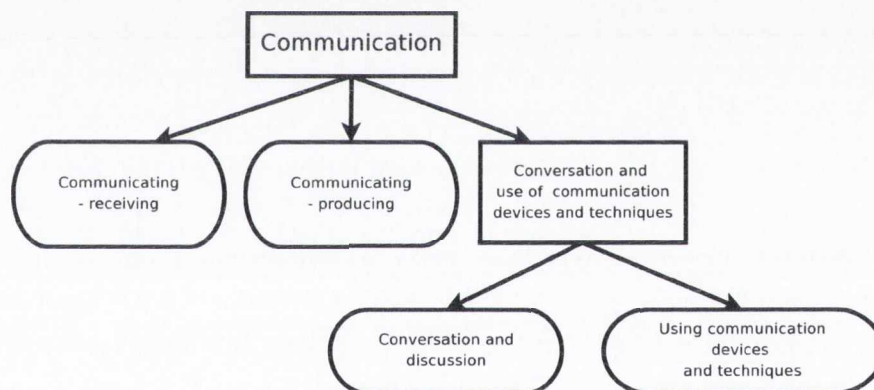 Communication
Communicating
- receiving
Communicating
- producing
Conversation and
use of communication
devices and techniques
Conversation and
discussion
Using communication
devices
and techniques